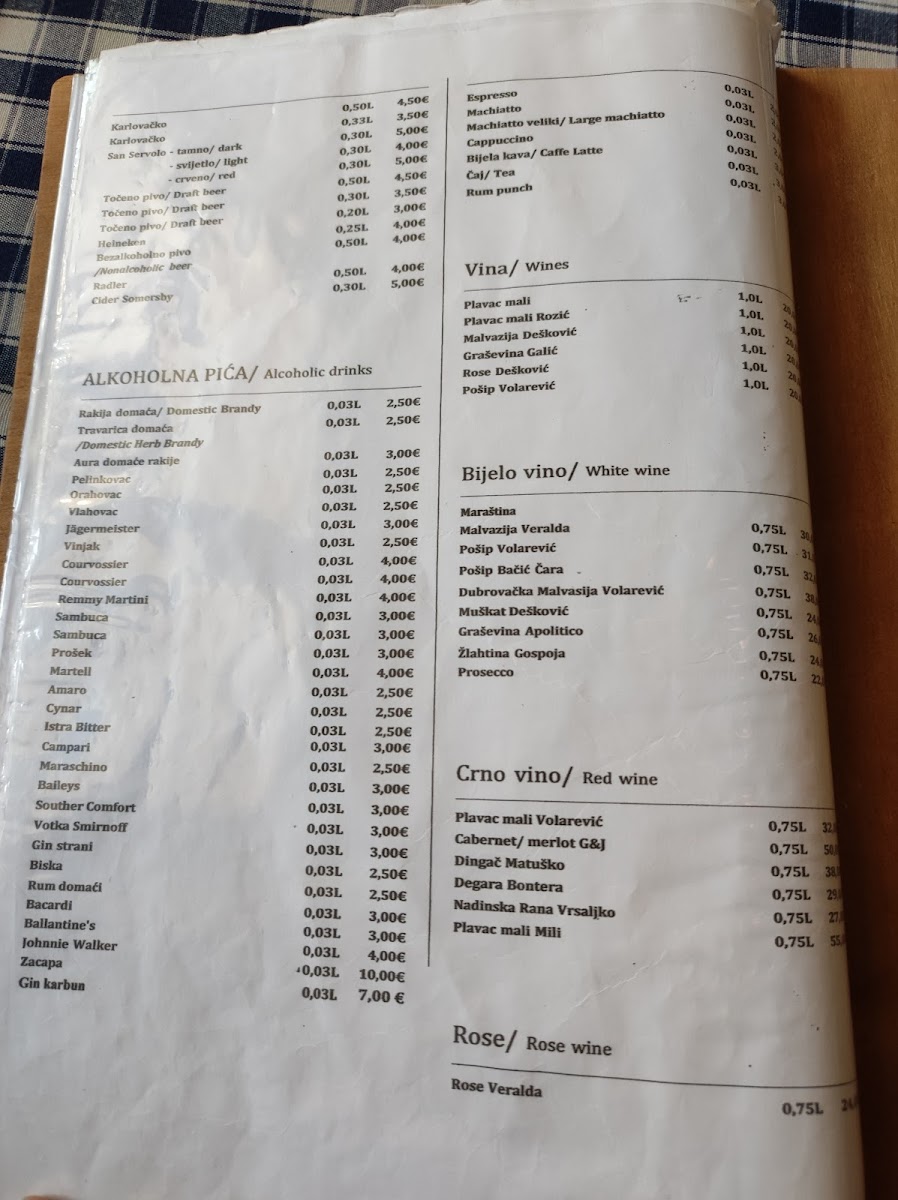 Karlovačko 0,50L 4,50€
Karlovačko 0,33L 3,50€
San Servolo - tamno/ dark 0,30L 5,00€
- svijetlo/ light 0,30L 4,00€
- crveno/ red 0,30L 5,00€
Točeno pivo/ Draft beer 0,50L 4,50€
Točeno pivo/ Draft beer 0,30L 3,50€
Točeno pivo/ Draft beer 0,20L 3,00€
Heineken 0,25L 4,00€
Bezalkoholno pivo 0,50L 4,00€
/Nonalcoholic beer
Radler 0,50L 4,00€
Cider Somersby 0,30L 5,00€
ALKOHOLNA PIĆA/ Alcoholic drinks
Rakija domaća/ Domestic Brandy 0,03L 2,50€
Travarica domaća 0,03L 2,50€
/Domestic Herb Brandy
Aura domaće rakije 0,03L 3,00€
Pelinkovac 0,03L 2,50€
Orahovac 0,03L 2,50€
Vlahovac 0,03L 2,50€
Jägermeister 0,03L 3,00€
Vinjak 0,03L 2,50€
Courvossier 0,03L 4,00€
Courvossier 0,03L 4,00€
Remmy Martini 0,03L 4,00€
Sambuca 0,03L 3,00€
Sambuca 0,03L 3,00€
Prošek 0,03L 3,00€
Martell 0,03L 4,00€
Amaro 0,03L 2,50€
Cynar 0,03L 2,50€
Istra Bitter 0,03L 2,50€
Campari 0,03L 3,00€
Maraschino 0,03L 2,50€
Baileys 0,03L 3,00€
Souther Comfort 0,03L 3,00€
Votka Smirnoff 0,03L 3,00€
Gin strani 0,03L 3,00€
Biska 0,03L 2,50€
Rum domaći 0,03L 2,50€
Bacardi 0,03L 3,00€
Ballantine's 0,03L 3,00€
Johnnie Walker 0,03L 4,00€
Zacapa 0,03L 10,00€
Gin karbun 0,03L 7,00 €
Espresso 0,03L
Machiatto 0,03L
Machiatto veliki/ Large machiatto 0,03L
Cappuccino 0,03L
Bijela kava/ Caffe Latte 0,03L
Čaj/ Tea 0,03L
Rum punch 0,03L
Vina/ Wines
Plavac mali 1,0L
Plavac mali Rozić 1,0L
Malvazija Dešković 1,0L
Graševina Galić 1,0L
Rose Dešković 1,0L
Pošip Volarević 1,0L
Bijelo vino/ White wine
Maraština 0,75L
Malvazija Veralda 0,75L
Pošip Volarević 0,75L
Pošip Bačić Čara 0,75L
Dubrovačka Malvasija Volarević 0,75L
Muškat Dešković 0,75L
Graševina Apolitico 0,75L
Žlahtina Gospoja 0,75L
Prosecco
Crno vino/ Red wine
Plavac mali Volarević 0,75L
Cabernet/ merlot G&J 0,75L
Dingač Matuško 0,75L
Degara Bontera 0,75L
Nadinska Rana Vrsaljko 0,75L
Plavac mali Mili 0,75L
Rose/ Rose wine
Rose Veralda 0,75L